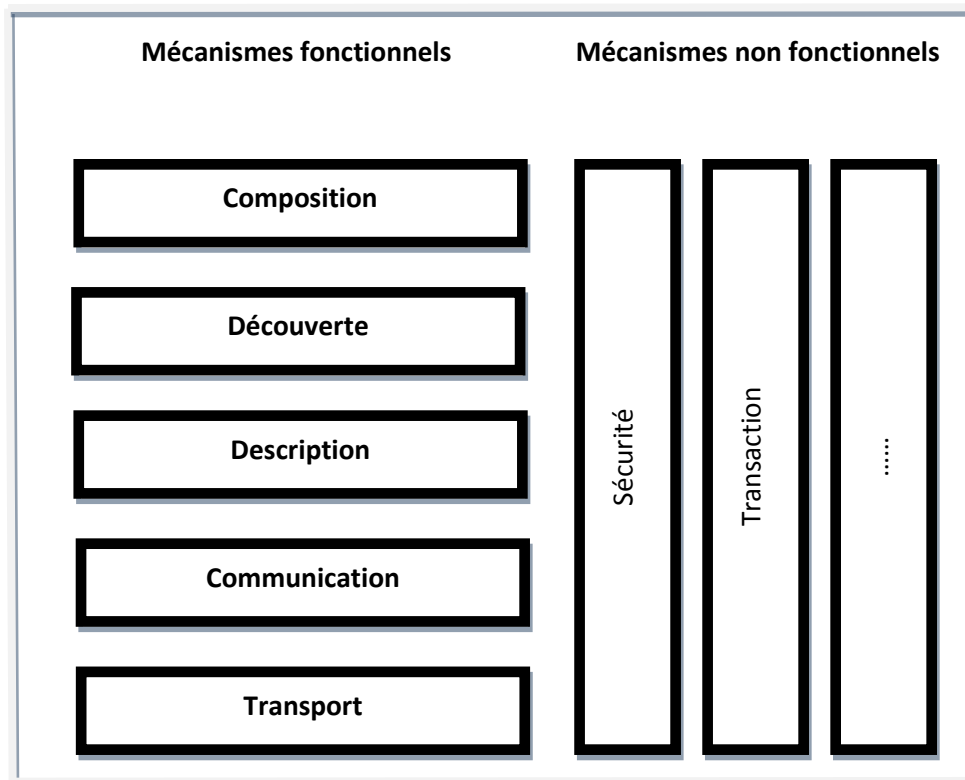 Mécanismes fonctionnels
Mécanismes non fonctionnels
Composition
Découverte
Description
Communication
Transport
Sécurité
Transaction
......